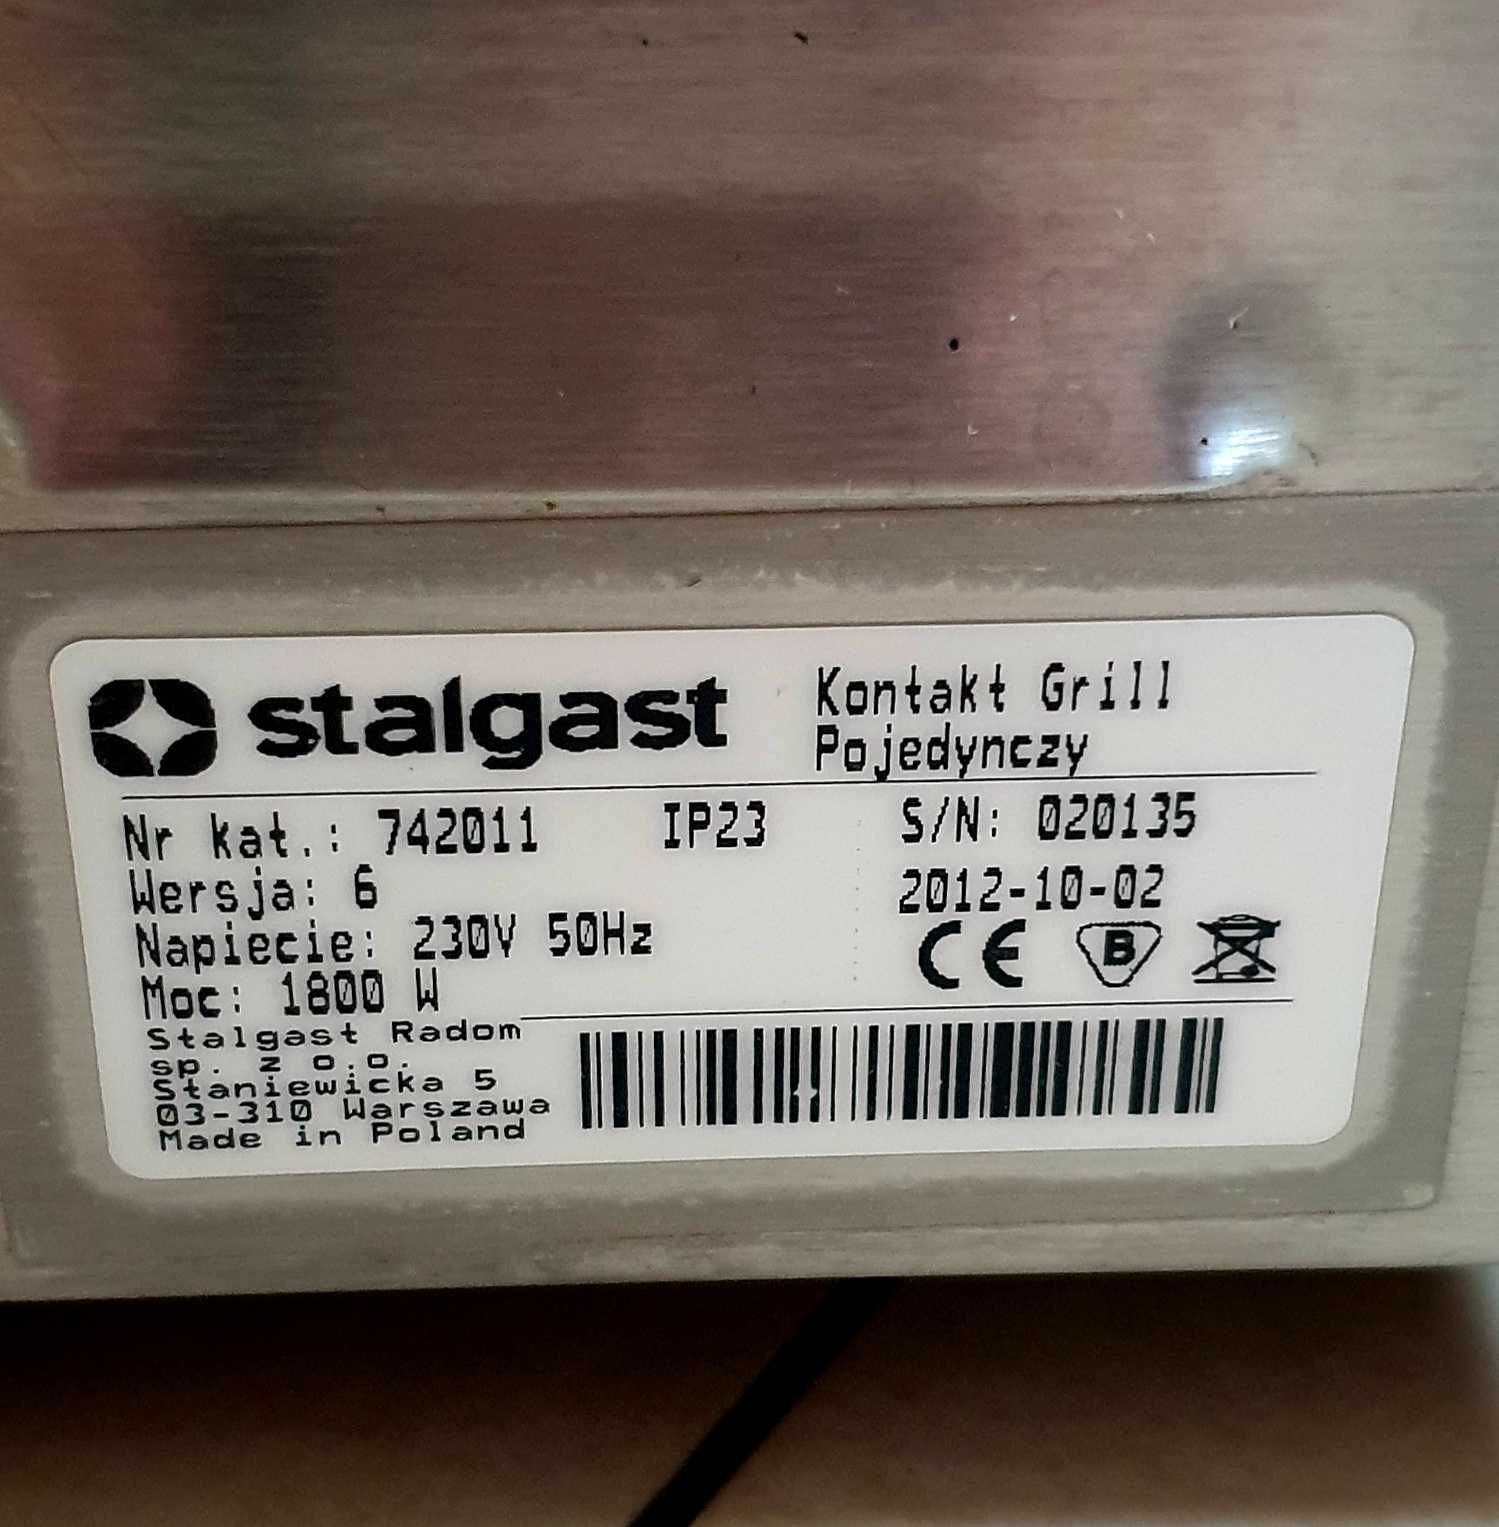 stalgast
Kontakt Grill
Pojedynczy
Nr kat.: 742011 IP23 S/N: 020135
Wersja: 6 2012-10-02
Napiecie: 230V 50Hz CE B
Moc: 1800 W
Stalgast Radom
sp. z o.o.
Staniewicka 5
03-310 Warszawa
Made in Poland